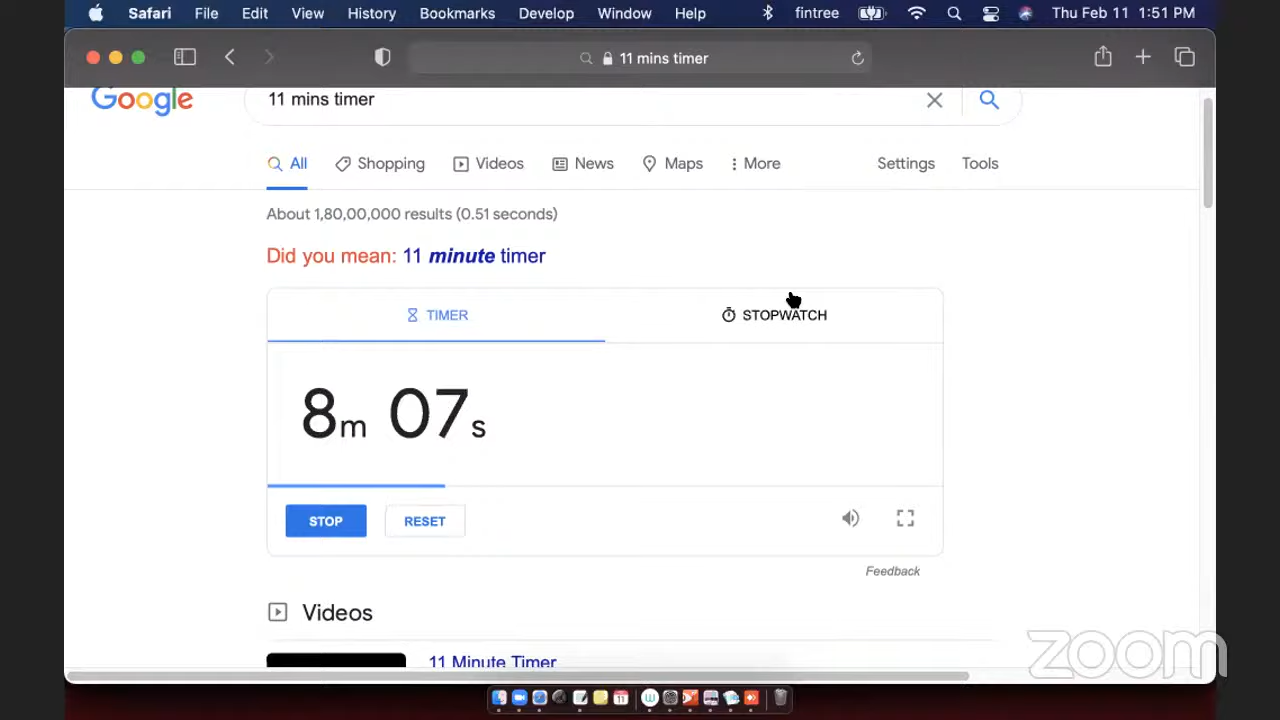 Safari File Edit View History Bookmarks Develop Window Help fintree Thu Feb 11 1:51 PM
11 mins timer
Google 11 mins timer
All Shopping Videos News Maps More Settings Tools
About 1,80,00,000 results (0.51 seconds)
Did you mean: 11 minute timer
TIMER STOPWATCH
8m 07s
STOP RESET
Feedback
Videos
11 Minute Timer
zoom
11